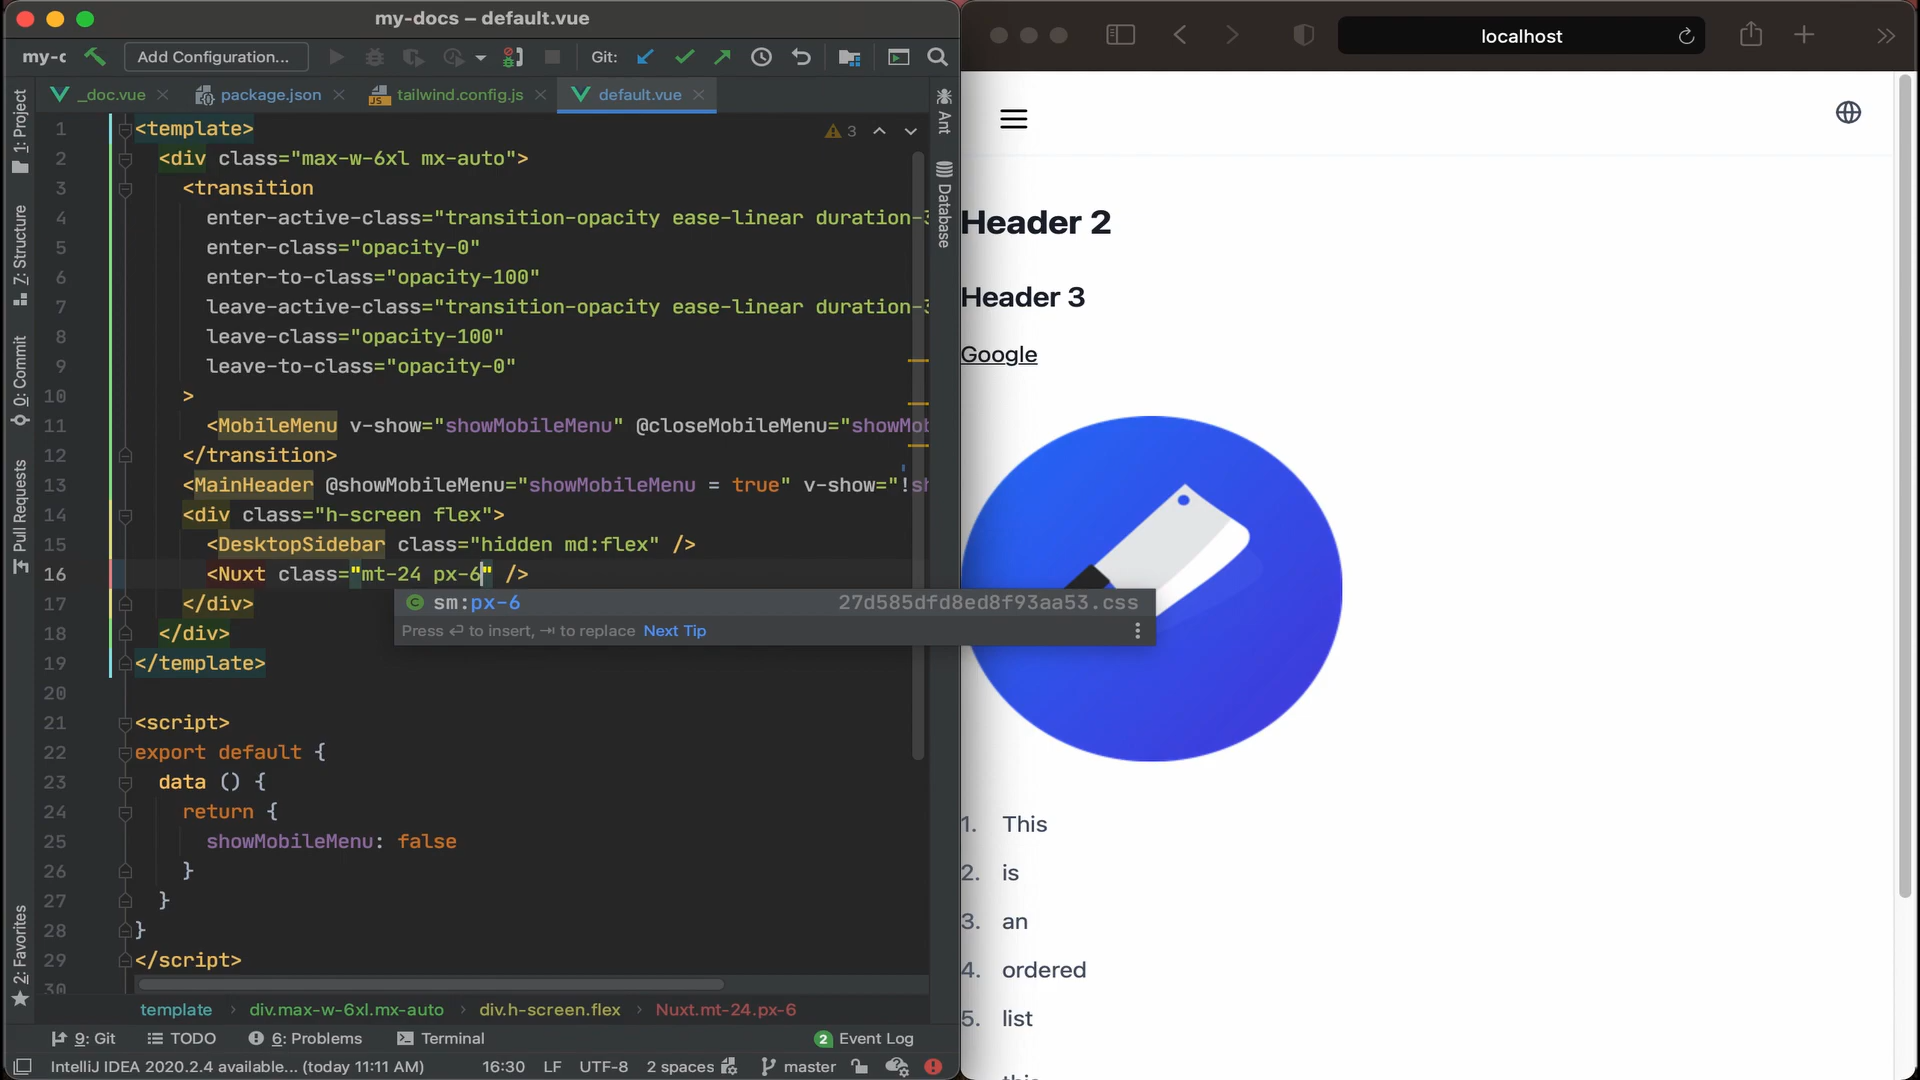 my-docs – default.vue
my-c
Add Configuration...
Git:
_doc.vue
package.json
tailwind.config.js
default.vue
1: Project
Z: Structure
0: Commit
Pull Requests
2: Favorites
Ant
Database
3
1 <template>
2 <div class="max-w-6xl mx-auto">
3 <transition
4 enter-active-class="transition-opacity ease-linear duration-3
5 enter-class="opacity-0"
6 enter-to-class="opacity-100"
7 leave-active-class="transition-opacity ease-linear duration-3
8 leave-class="opacity-100"
9 leave-to-class="opacity-0"
10 >
11 <MobileMenu v-show="showMobileMenu" @closeMobileMenu="showMob
12 </transition>
13 <MainHeader @showMobileMenu="showMobileMenu = true" v-show="!sh
14 <div class="h-screen flex">
15 <DesktopSidebar class="hidden md:flex" />
16 <Nuxt class="mt-24 px-6" />
17 </div>
18 </div>
19 </template>
20
21 <script>
22 export default {
23 data () {
24 return {
25 showMobileMenu: false
26 }
27 }
28 }
29 </script>
30
sm:px-6 27d585dfd8ed8f93aa53.css
Press ↩ to insert, ⇥ to replace Next Tip
template › div.max-w-6xl.mx-auto › div.h-screen.flex › Nuxt.mt-24.px-6
9: Git
TODO
6: Problems
Terminal
2 Event Log
IntelliJ IDEA 2020.2.4 available... (today 11:11 AM)
16:30
LF
UTF-8
2 spaces
master
localhost
Header 2
Header 3
Google
1. This
2. is
3. an
4. ordered
5. list